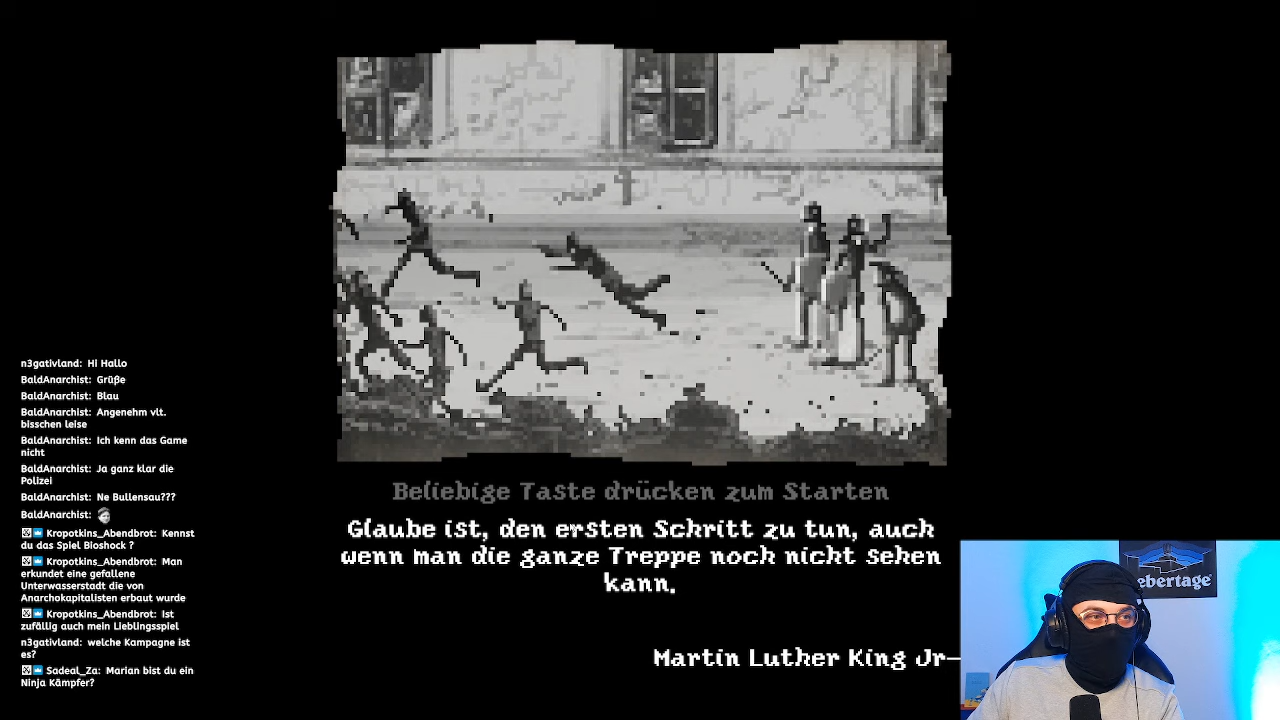 Beliebige Taste drücken zum Starten
Glaube ist, den ersten Schritt zu tun, auch
wenn man die ganze Treppe noch nicht sehen
kann.
Martin Luther King Jr—
n3gativland: Hi Hallo
BaldAnarchist: Grüße
BaldAnarchist: Blau
BaldAnarchist: Angenehm vlt.
bisschen leise
BaldAnarchist: Ich kenn das Game
nicht
BaldAnarchist: Ja ganz klar die
Polizei
BaldAnarchist: Ne Bullensau???
BaldAnarchist:
Kropotkins_Abendbrot: Kennst
du das Spiel Bioshock ?
Kropotkins_Abendbrot: Man
erkundet eine gefallene
Unterwasserstadt die von
Anarchokapitalisten erbaut wurde
Kropotkins_Abendbrot: Ist
zufällig auch mein Lieblingsspiel
n3gativland: welche Kampagne ist
es?
Sadeal_Za: Marian bist du ein
Ninja Kämpfer?
ebertage